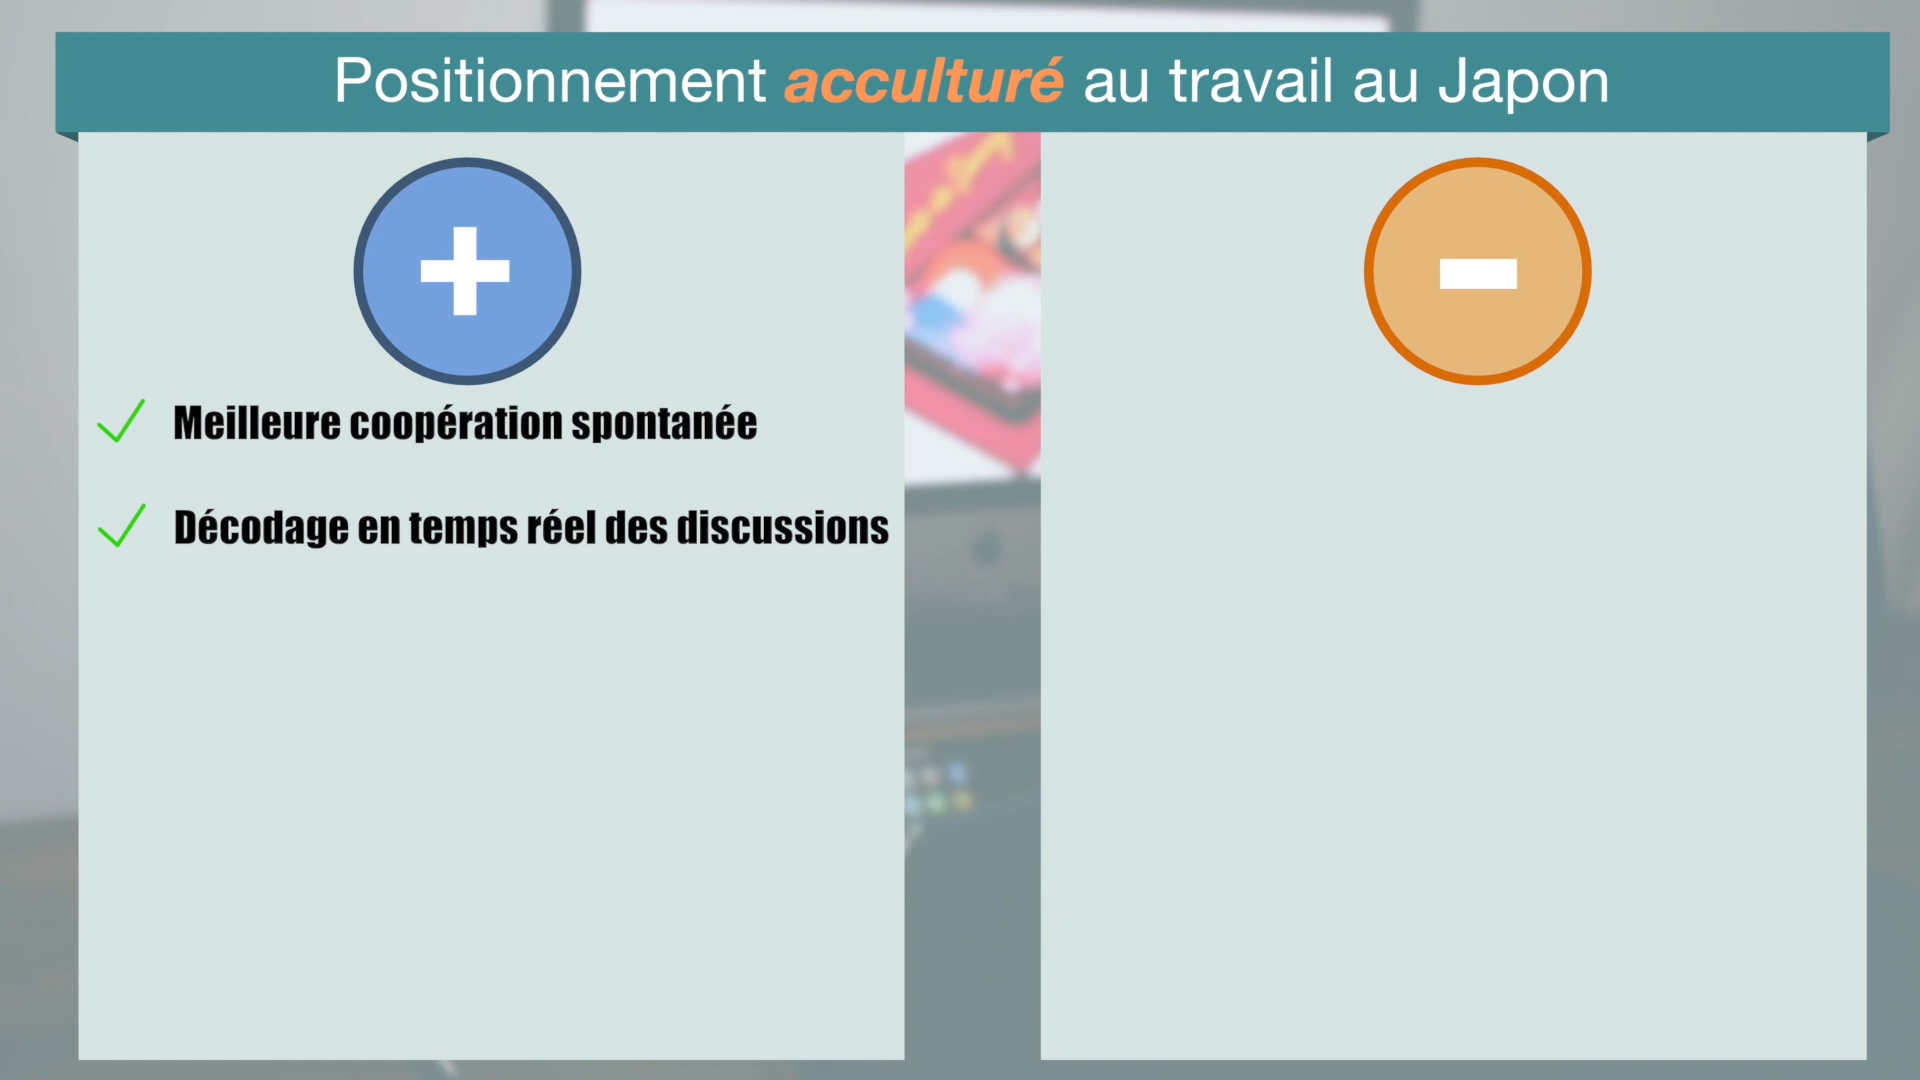 Positionnement acculturé au travail au Japon
Meilleure coopération spontanée
Décodage en temps réel des discussions